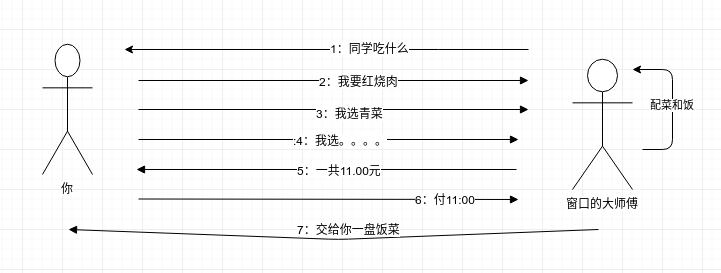 1：同学吃什么
2：我要红烧肉
配菜和饭
3：我选青菜
:4：我选。。。。
5：一共11.00元
你
6：付11:00
窗口的大师傅
7：交给你一盘饭菜